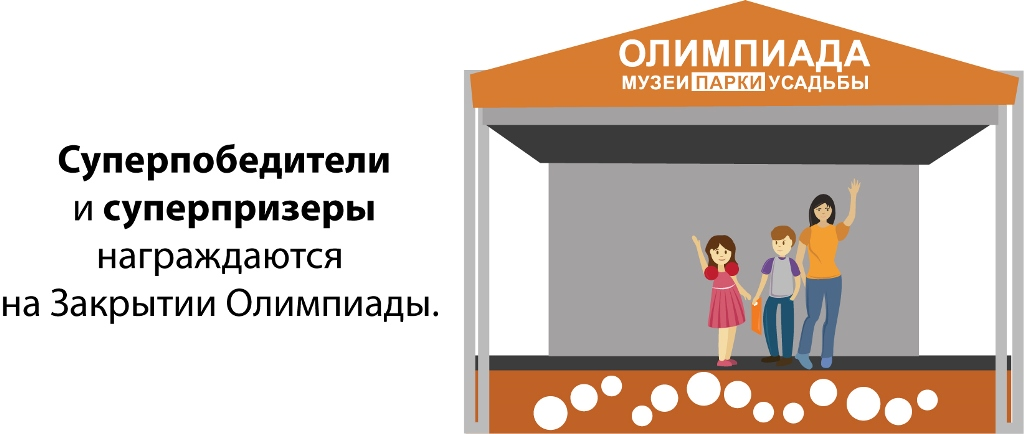 Суперпобедители
и суперпризеры
награждаются
на Закрытии Олимпиады.
ОЛИМПИАДА
МУЗЕИ ПАРКИ УСАДЬБЫ